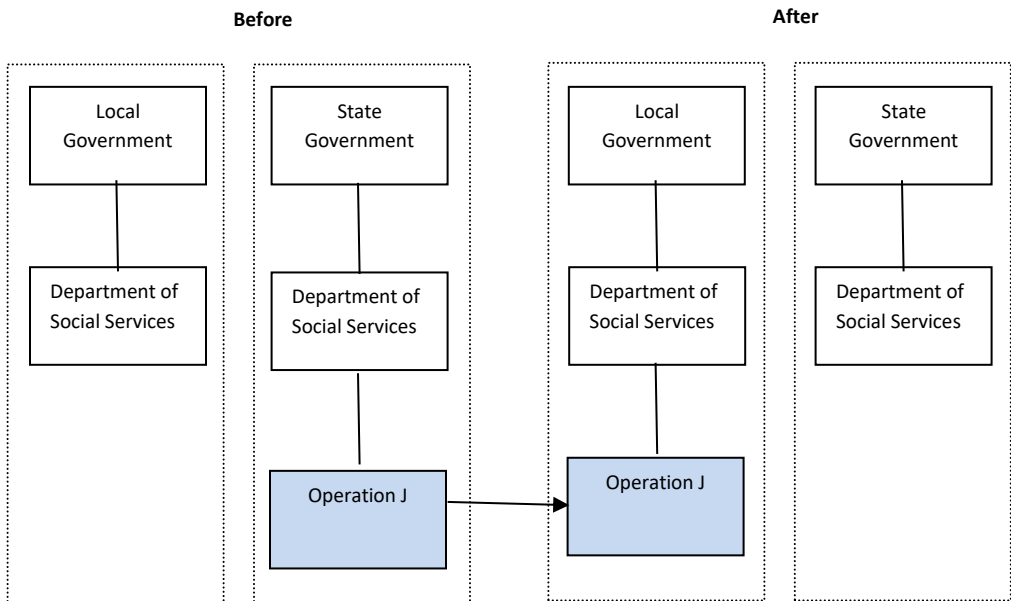 Before
After
Local
Government
State
Government
Local
Government
State
Government
Department of
Social Services
Department of
Social Services
Department of
Social Services
Department of
Social Services
Operation J
Operation J